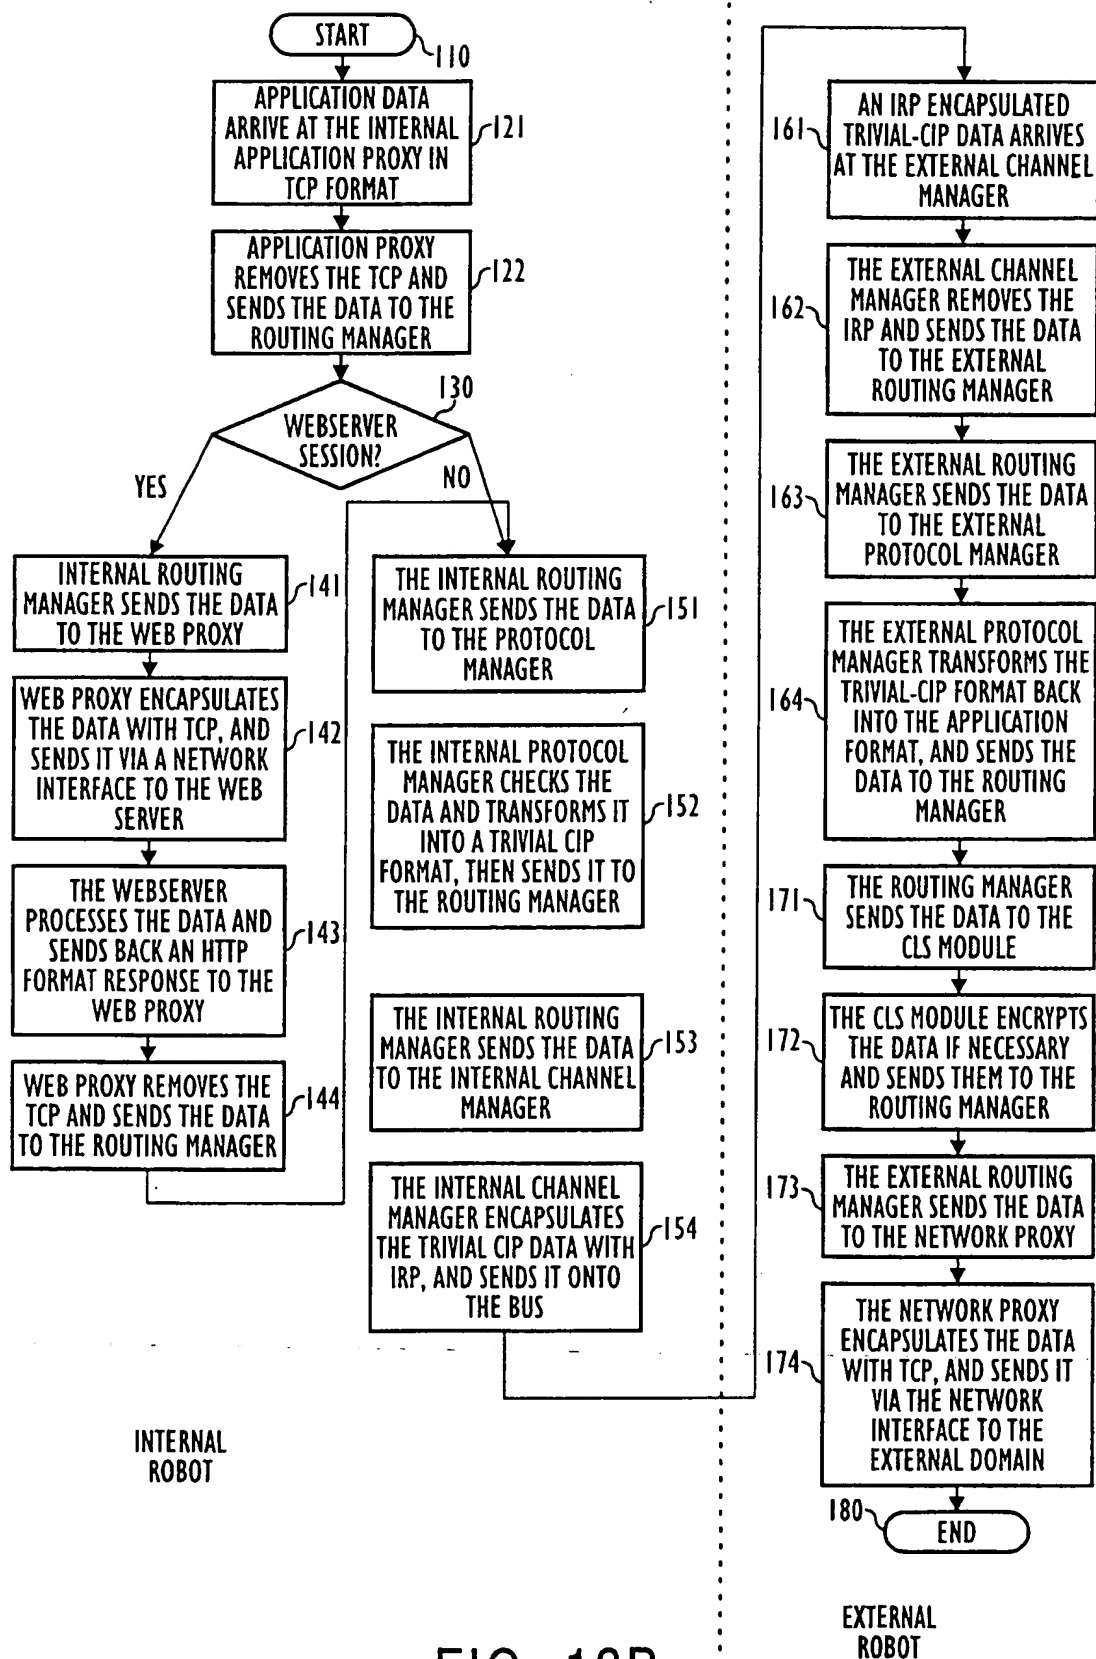 START
110
APPLICATION DATA
ARRIVE AT THE INTERNAL
APPLICATION PROXY IN
TCP FORMAT
121
APPLICATION PROXY
REMOVES THE TCP AND
SENDS THE DATA TO THE
ROUTING MANAGER
122
130
WEBSERVER
SESSION?
YES
NO
INTERNAL ROUTING
MANAGER SENDS THE DATA
TO THE WEB PROXY
141
WEB PROXY ENCAPSULATES
THE DATA WITH TCP, AND
SENDS IT VIA A NETWORK
INTERFACE TO THE WEB
SERVER
142
THE WEBSERVER
PROCESSES THE DATA AND
SENDS BACK AN HTTP
FORMAT RESPONSE TO THE
WEB PROXY
143
WEB PROXY REMOVES THE
TCP AND SENDS THE DATA
TO THE ROUTING MANAGER
144
THE INTERNAL ROUTING
MANAGER SENDS THE DATA
TO THE PROTOCOL
MANAGER
151
THE INTERNAL PROTOCOL
MANAGER CHECKS THE
DATA AND TRANSFORMS IT
INTO A TRIVIAL CIP
FORMAT, THEN SENDS IT TO
THE ROUTING MANAGER
152
THE INTERNAL ROUTING
MANAGER SENDS THE DATA
TO THE INTERNAL CHANNEL
MANAGER
153
THE INTERNAL CHANNEL
MANAGER ENCAPSULATES
THE TRIVIAL CIP DATA WITH
IRP, AND SENDS IT ONTO
THE BUS
154
INTERNAL
ROBOT
161
AN IRP ENCAPSULATED
TRIVIAL-CIP DATA ARRIVES
AT THE EXTERNAL CHANNEL
MANAGER
162
THE EXTERNAL CHANNEL
MANAGER REMOVES THE
IRP AND SENDS THE DATA
TO THE EXTERNAL
ROUTING MANAGER
163
THE EXTERNAL ROUTING
MANAGER SENDS THE DATA
TO THE EXTERNAL
PROTOCOL MANAGER
164
THE EXTERNAL PROTOCOL
MANAGER TRANSFORMS THE
TRIVIAL-CIP FORMAT BACK
INTO THE APPLICATION
FORMAT, AND SENDS THE
DATA TO THE ROUTING
MANAGER
171
THE ROUTING MANAGER
SENDS THE DATA TO THE
CLS MODULE
172
THE CLS MODULE ENCRYPTS
THE DATA IF NECESSARY
AND SENDS THEM TO THE
ROUTING MANAGER
173
THE EXTERNAL ROUTING
MANAGER SENDS THE DATA
TO THE NETWORK PROXY
174
THE NETWORK PROXY
ENCAPSULATES THE DATA
WITH TCP, AND SENDS IT
VIA THE NETWORK
INTERFACE TO THE
EXTERNAL DOMAIN
180
END
EXTERNAL
ROBOT